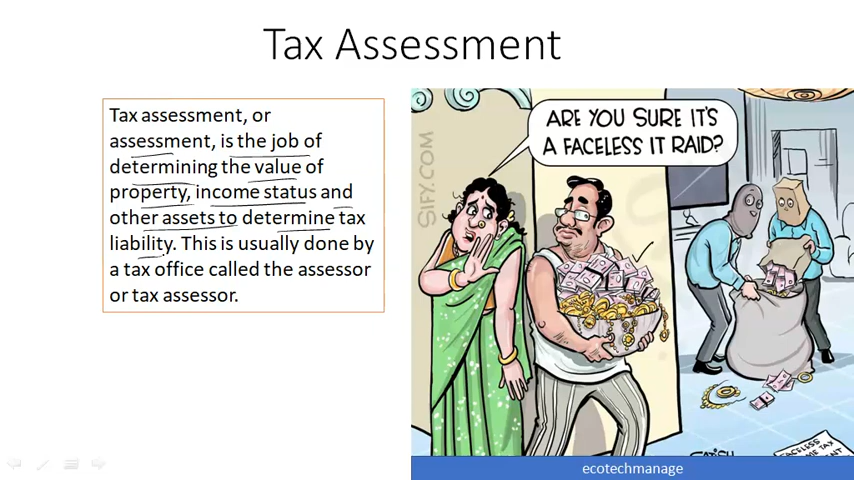 Tax Assessment
Tax assessment, or
assessment, is the job of
determining the value of
property, income status and
other assets to determine tax
liability. This is usually done by
a tax office called the assessor
or tax assessor.
ARE YOU SURE IT'S
A FACELESS IT RAID?
SIFY.COM
FACELESS
TAX
ecotechmanage